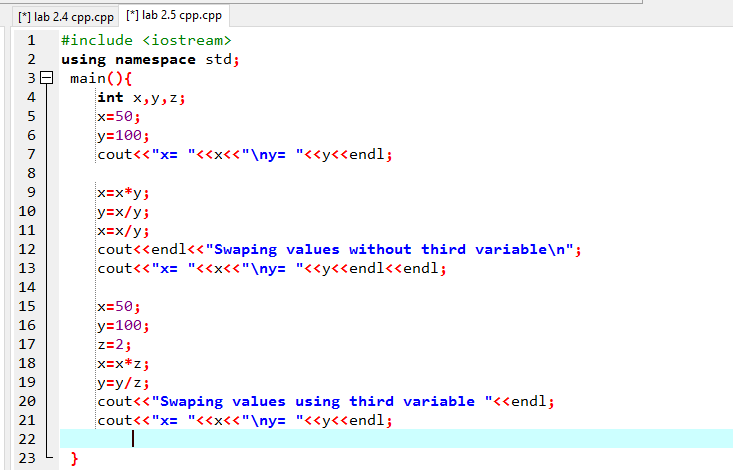 [*] lab 2.4 cpp.cpp [*] lab 2.5 cpp.cpp
1 #include <iostream>
2 using namespace std;
3 main(){
4 int x,y,z;
5 x=50;
6 y=100;
7 cout<<"x= "<<x<<"\ny= "<<y<<endl;
8
9 x=x*y;
10 y=x/y;
11 x=x/y;
12 cout<<endl<<"Swaping values without third variable\n";
13 cout<<"x= "<<x<<"\ny= "<<y<<endl<<endl;
14
15 x=50;
16 y=100;
17 z=2;
18 x=x*z;
19 y=y/z;
20 cout<<"Swaping values using third variable "<<endl;
21 cout<<"x= "<<x<<"\ny= "<<y<<endl;
22
23 }